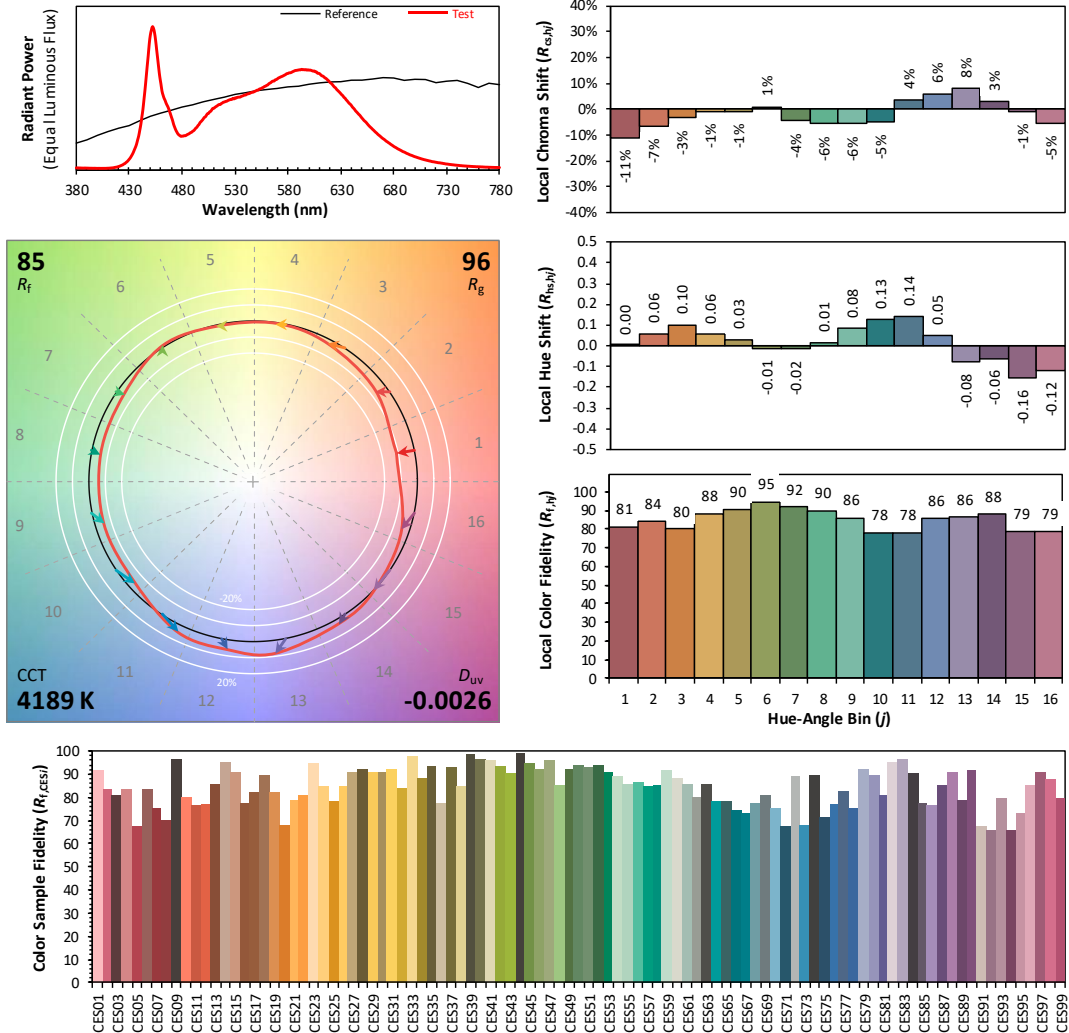 Radiant Power
(Equal Luminous Flux)
Reference
Test
380 430 480 530 580 630 680 730 780
Wavelength (nm)
Local Chroma Shift (Rcs,hj)
40%
30%
20%
10%
0%
-10%
-20%
-30%
-40%
-11% -7% -3% -1% -1% 1% -4% -6% -6% -5% 4% 6% 8% 3% -1% -5%
85
Rf
96
Rg
5 4
6 3
7 2
8 1
9 16
10 15
11 14
12 13
-20%
20%
CCT
4189 K
Duv
-0.0026
Local Hue Shift (Rhs,hj)
0.5
0.4
0.3
0.2
0.1
0.0
-0.1
-0.2
-0.3
-0.4
-0.5
0.00 0.06 0.10 0.06 0.03 -0.01 -0.02 0.01 0.08 0.13 0.14 0.05 -0.08 -0.06 -0.16 -0.12
Local Color Fidelity (Rf,hj)
100
90
80
70
60
50
40
30
20
10
0
81 84 80 88 90 95 92 90 86 78 78 86 86 88 79 79
1 2 3 4 5 6 7 8 9 10 11 12 13 14 15 16
Hue-Angle Bin (j)
Color Sample Fidelity (Rf,CESi)
100
90
80
70
60
50
40
30
20
10
0
CES01 CES03 CES05 CES07 CES09 CES11 CES13 CES15 CES17 CES19 CES21 CES23 CES25 CES27 CES29 CES31 CES33 CES35 CES37 CES39 CES41 CES43 CES45 CES47 CES49 CES51 CES53 CES55 CES57 CES59 CES61 CES63 CES65 CES67 CES69 CES71 CES73 CES75 CES77 CES79 CES81 CES83 CES85 CES87 CES89 CES91 CES93 CES95 CES97 CES99